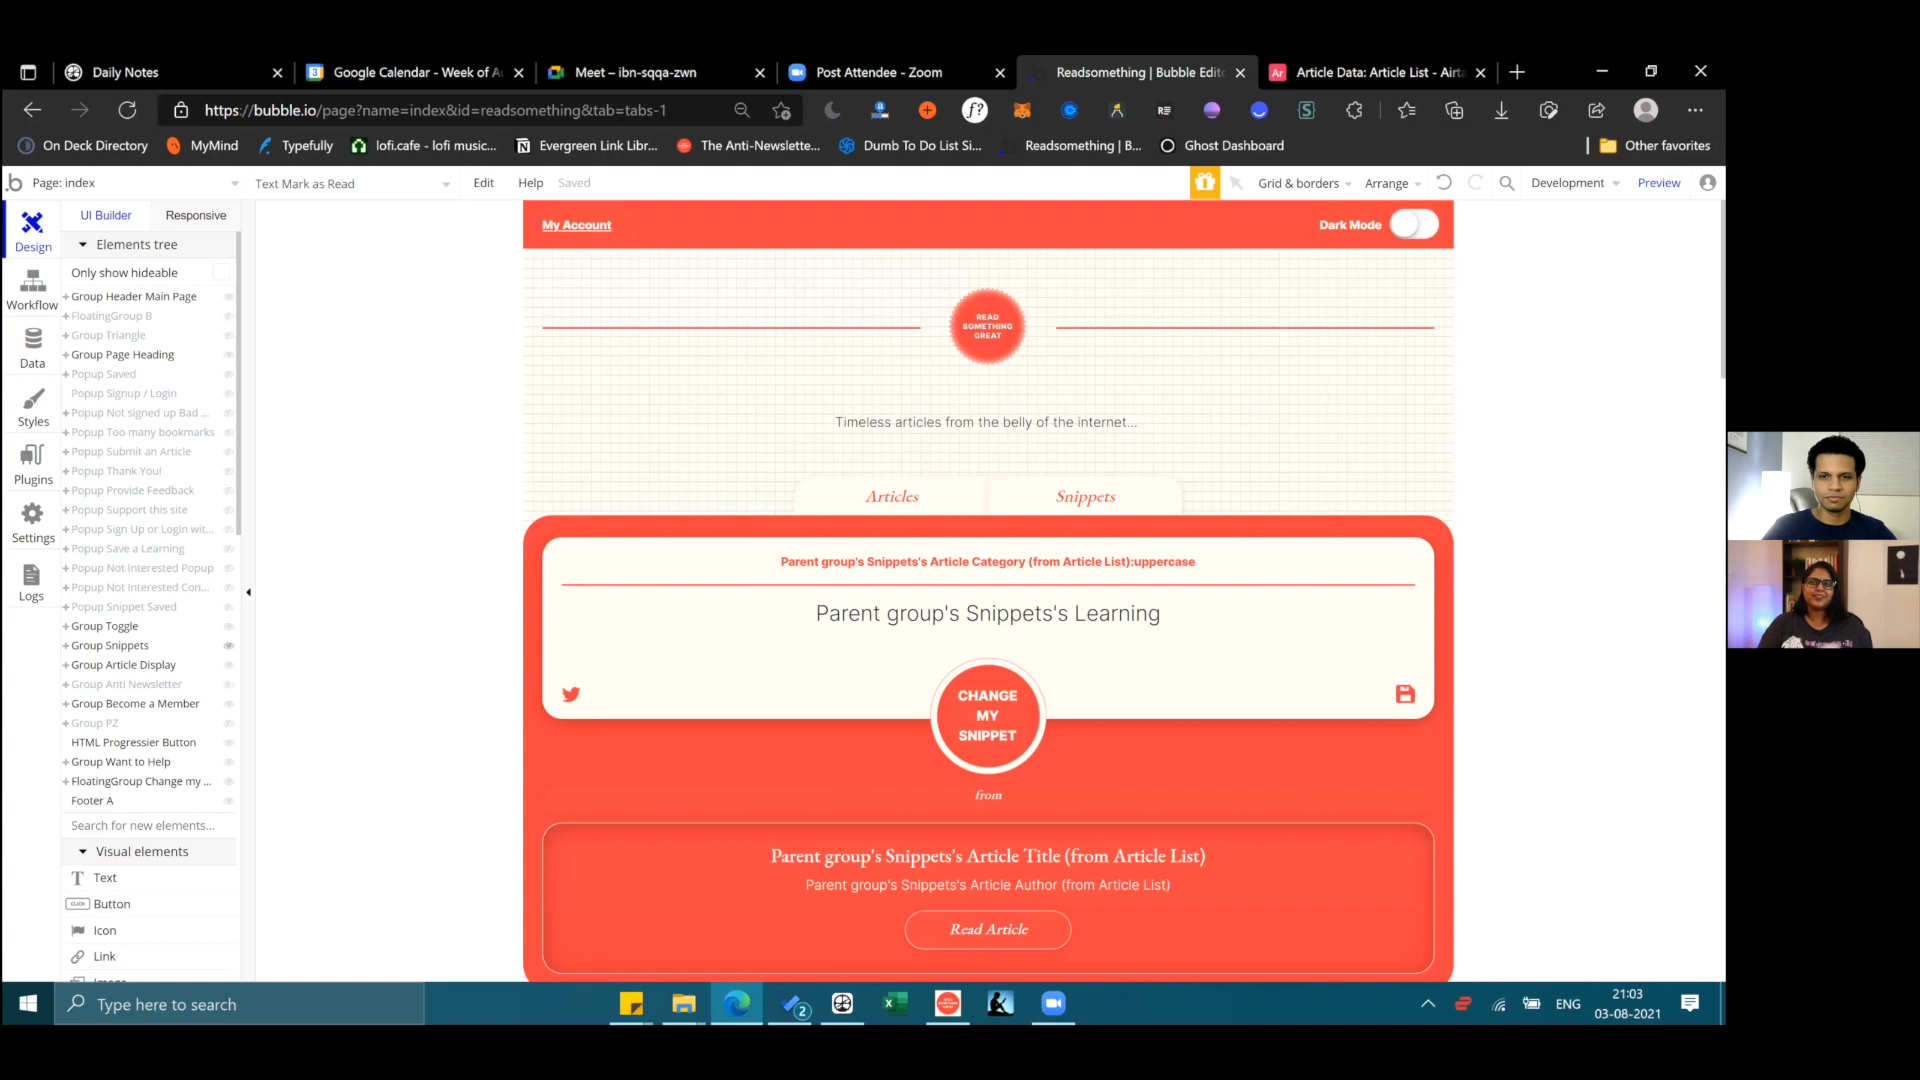 Daily Notes
Google Calendar - Week of Au
Meet – ibn-sqqa-zwn
Post Attendee - Zoom
Readsomething | Bubble Edito
Article Data: Article List - Airta
https://bubble.io/page?name=index&id=readsomething&tab=tabs-1
On Deck Directory
MyMind
Typefully
lofi.cafe - lofi music...
Evergreen Link Libr...
The Anti-Newslette...
Dumb To Do List Si...
Readsomething | B...
Ghost Dashboard
Other favorites
Page: index
Text Mark as Read
Edit
Help
Saved
Grid & borders
Arrange
Development
Preview
UI Builder
Responsive
Design
Workflow
Data
Styles
Plugins
Settings
Logs
Elements tree
Only show hideable
Group Header Main Page
FloatingGroup B
Group Triangle
Group Page Heading
Popup Saved
Popup Signup / Login
Popup Not signed up Bad ...
Popup Too many bookmarks
Popup Submit an Article
Popup Thank You!
Popup Provide Feedback
Popup Support this site
Popup Sign Up or Login wit...
Popup Save a Learning
Popup Not Interested Popup
Popup Not Interested Con...
Popup Snippet Saved
Group Toggle
Group Snippets
Group Article Display
Group Anti Newsletter
Group Become a Member
Group PZ
HTML Progressier Button
Group Want to Help
FloatingGroup Change my ...
Footer A
Search for new elements...
Visual elements
Text
Button
Icon
Link
My Account
Dark Mode
READ
SOMETHING
GREAT
Timeless articles from the belly of the internet...
Articles
Snippets
Parent group's Snippets's Article Category (from Article List):uppercase
Parent group's Snippets's Learning
CHANGE
MY
SNIPPET
from
Parent group's Snippets's Article Title (from Article List)
Parent group's Snippets's Article Author (from Article List)
Read Article
Type here to search
2
ENG
21:03
03-08-2021